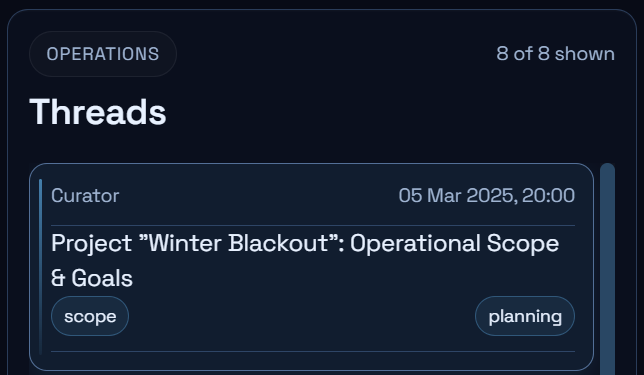 OPERATIONS
8 of 8 shown
Threads
Curator
05 Mar 2025, 20:00
Project ”Winter Blackout”: Operational Scope
& Goals
scope
planning